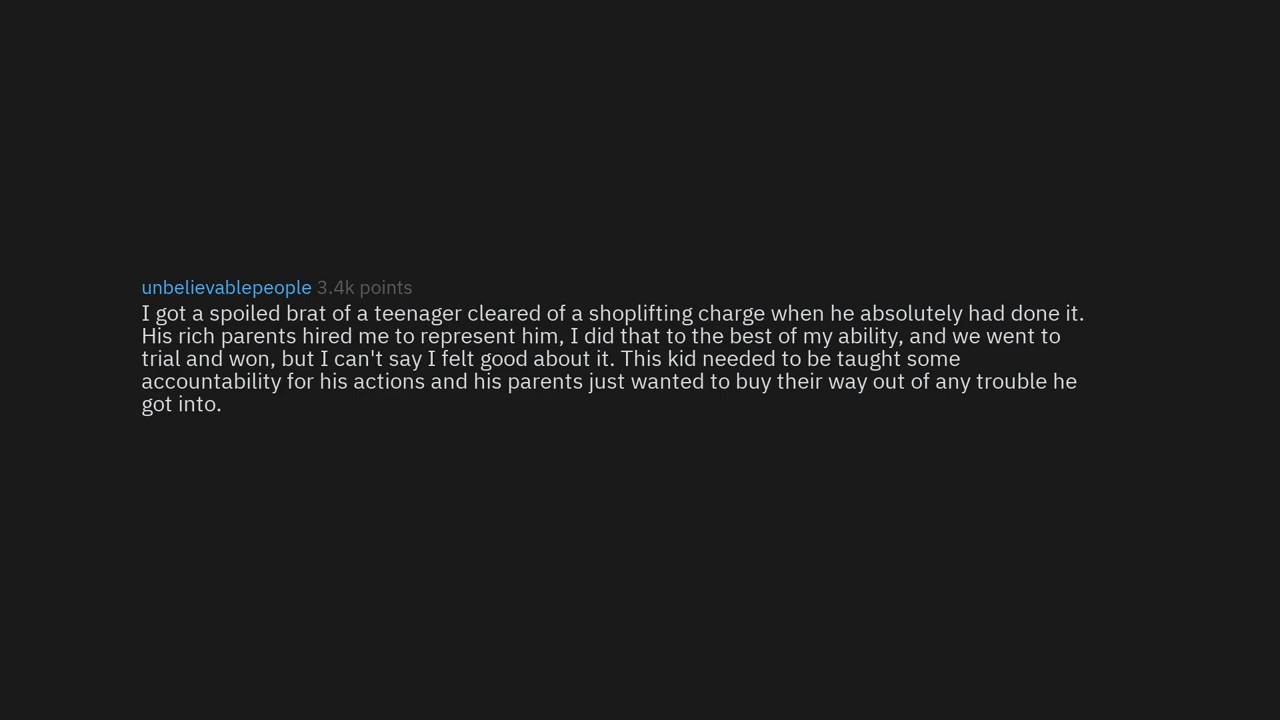 unbelievablepeople 3.4k points
I got a spoiled brat of a teenager cleared of a shoplifting charge when he absolutely had done it.
His rich parents hired me to represent him, I did that to the best of my ability, and we went to
trial and won, but I can't say I felt good about it. This kid needed to be taught some
accountability for his actions and his parents just wanted to buy their way out of any trouble he
got into.